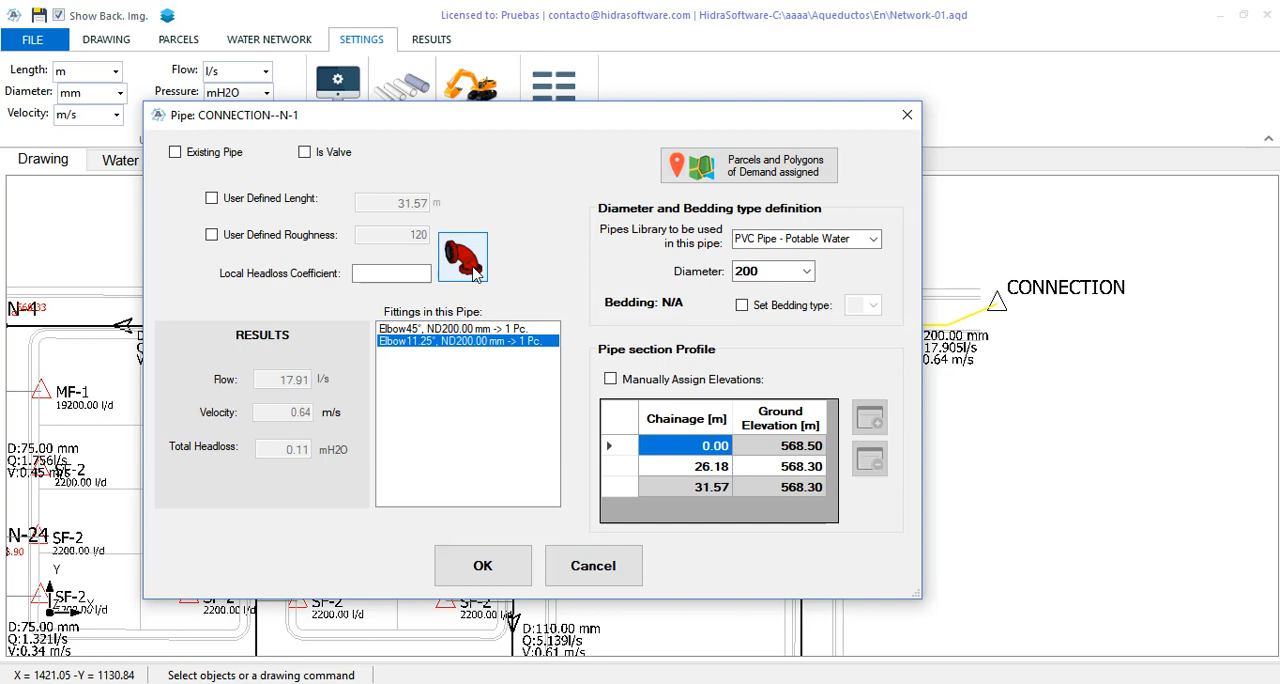 Show Back. Img.
Licensed to: Pruebas | contacto@hidrasoftware.com | HidraSoftware-C:\aaaa\Aqueductos\En\Network-01.aqd
FILE DRAWING PARCELS WATER NETWORK SETTINGS RESULTS
Length: m Flow: l/s
Diameter: mm Pressure: mH2O
Velocity: m/s
Drawing Water
Pipe: CONNECTION--N-1
Existing Pipe Is Valve
Parcels and Polygons
of Demand assigned
User Defined Lenght: 31.57 m
User Defined Roughness: 120
Local Headloss Coefficient:
Diameter and Bedding type definition
Pipes Library to be used
in this pipe: PVC Pipe - Potable Water
Diameter: 200
Bedding: N/A Set Bedding type:
Fittings in this Pipe:
Elbow45°, ND200.00 mm -> 1 Pc.
Elbow11.25°, ND200.00 mm -> 1 Pc.
RESULTS
Flow: 17.91 l/s
Velocity: 0.64 m/s
Total Headloss: 0.11 mH2O
Pipe section Profile
Manually Assign Elevations:
Chainage [m] Ground
Elevation [m]
0.00 568.50
26.18 568.30
31.57 568.30
OK Cancel
CONNECTION
200.00 mm
17.905l/s
0.64 m/s
N-4
MF-1
19200.00 l/d
D:75.00 mm
Q:1.756l/s
V:0.45 m/s
SF-2
2200.00 l/d
N-24
SF-2
2200.00 l/d
Y
X
SF-2
2200.00 l/d
D:75.00 mm
Q:1.321l/s
V:0.34 m/s
SF-2
2200.00 l/d
SF-2
2200.00 l/d
SF-2
2200.00 l/d
D:110.00 mm
Q:5.139l/s
V:0.61 m/s
X = 1421.05 -Y = 1130.84 Select objects or a drawing command